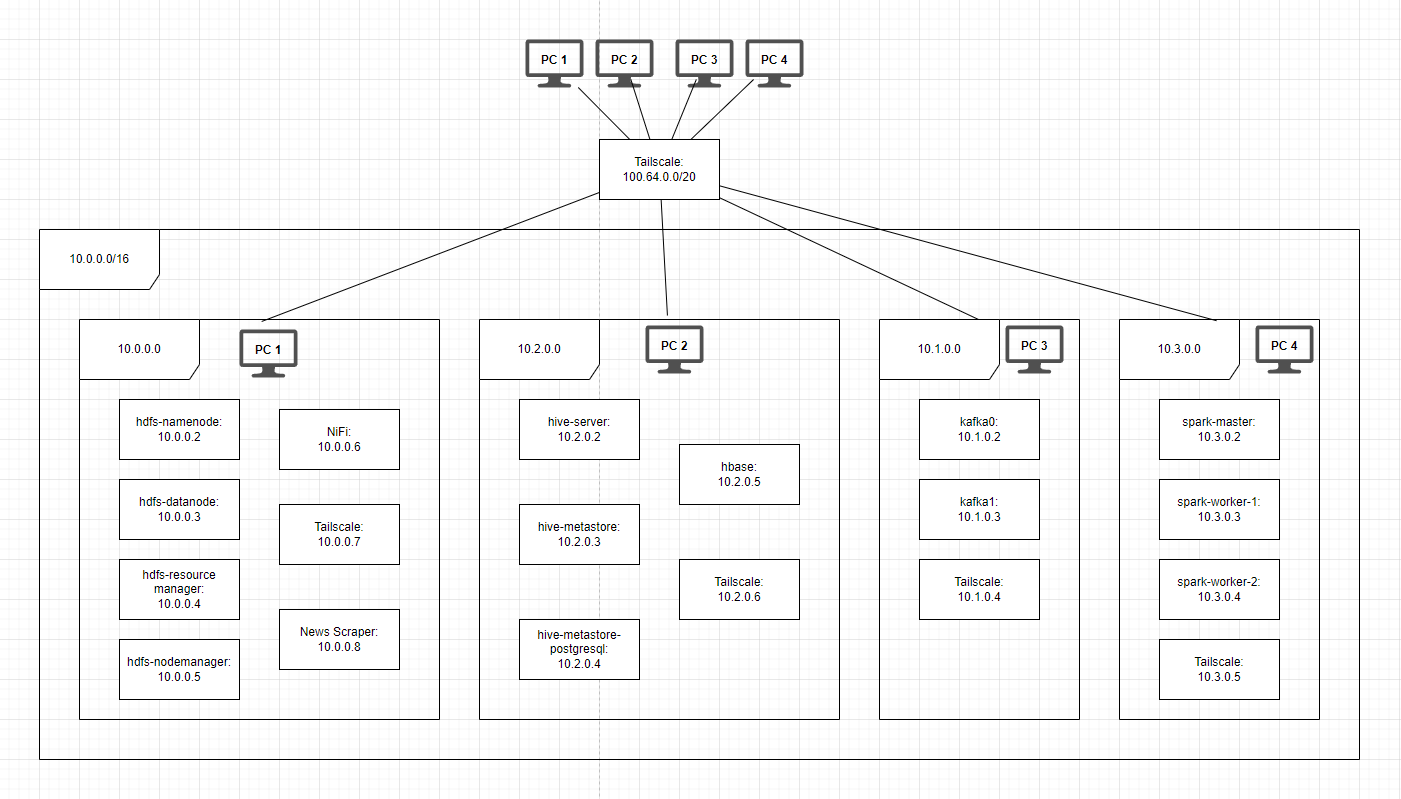 PC 1
PC 2
PC 3
PC 4
Tailscale:
100.64.0.0/20
10.0.0.0/16
10.0.0.0
PC 1
hdfs-namenode:
10.0.0.2
hdfs-datanode:
10.0.0.3
hdfs-resource
manager:
10.0.0.4
hdfs-nodemanager:
10.0.0.5
NiFi:
10.0.0.6
Tailscale:
10.0.0.7
News Scraper:
10.0.0.8
10.2.0.0
PC 2
hive-server:
10.2.0.2
hive-metastore:
10.2.0.3
hive-metastore-
postgresql:
10.2.0.4
hbase:
10.2.0.5
Tailscale:
10.2.0.6
10.1.0.0
PC 3
kafka0:
10.1.0.2
kafka1:
10.1.0.3
Tailscale:
10.1.0.4
10.3.0.0
PC 4
spark-master:
10.3.0.2
spark-worker-1:
10.3.0.3
spark-worker-2:
10.3.0.4
Tailscale:
10.3.0.5